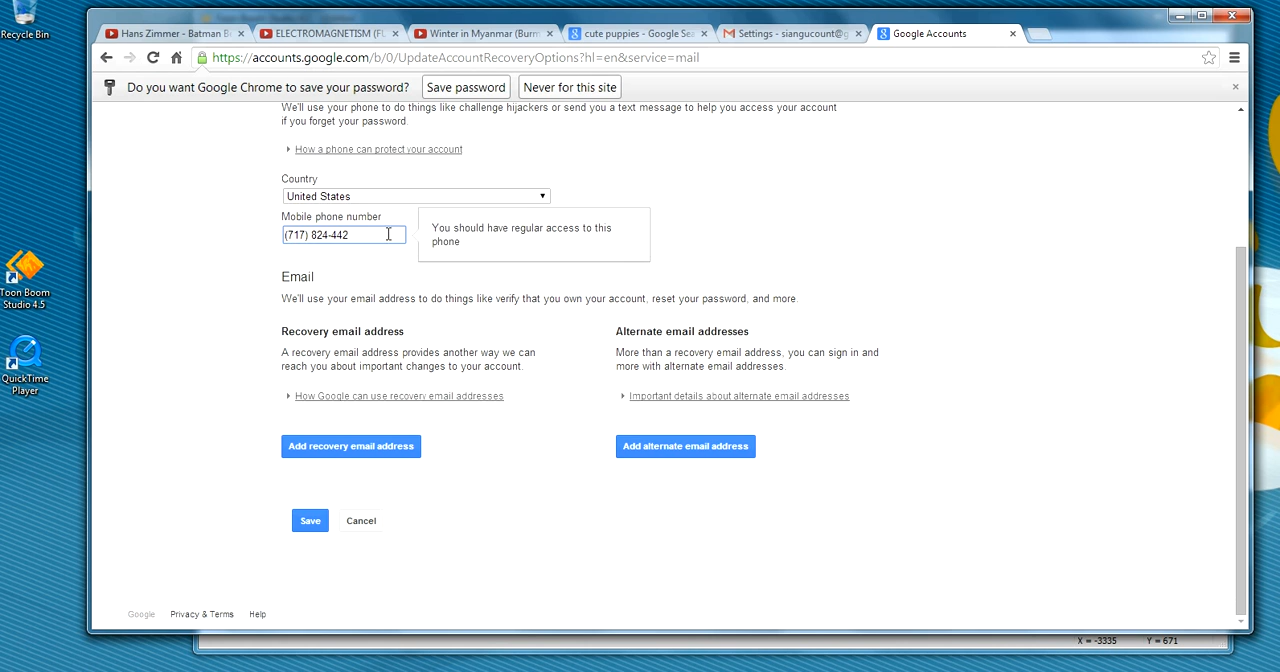 Recycle Bin
Hans Zimmer - Batman B
ELECTROMAGNETISM (FU
Winter in Myanmar (Burm
cute puppies - Google Sea
Settings - siangucount@g
Google Accounts
https://accounts.google.com/b/0/UpdateAccountRecoveryOptions?hl=en&service=mail
Do you want Google Chrome to save your password?
Save password
Never for this site
We'll use your phone to do things like challenge hijackers or send you a text message to help you access your account
if you forget your password.
How a phone can protect your account
Country
United States
Mobile phone number
(717) 824-442
You should have regular access to this
phone
Email
We'll use your email address to do things like verify that you own your account, reset your password, and more.
Recovery email address
A recovery email address provides another way we can
reach you about important changes to your account.
How Google can use recovery email addresses
Add recovery email address
Alternate email addresses
More than a recovery email address, you can sign in and
more with alternate email addresses.
Important details about alternate email addresses
Add alternate email address
Save
Cancel
Google
Privacy & Terms
Help
Toon Boom
Studio 4.5
QuickTime
Player
X = -3335
Y = 671